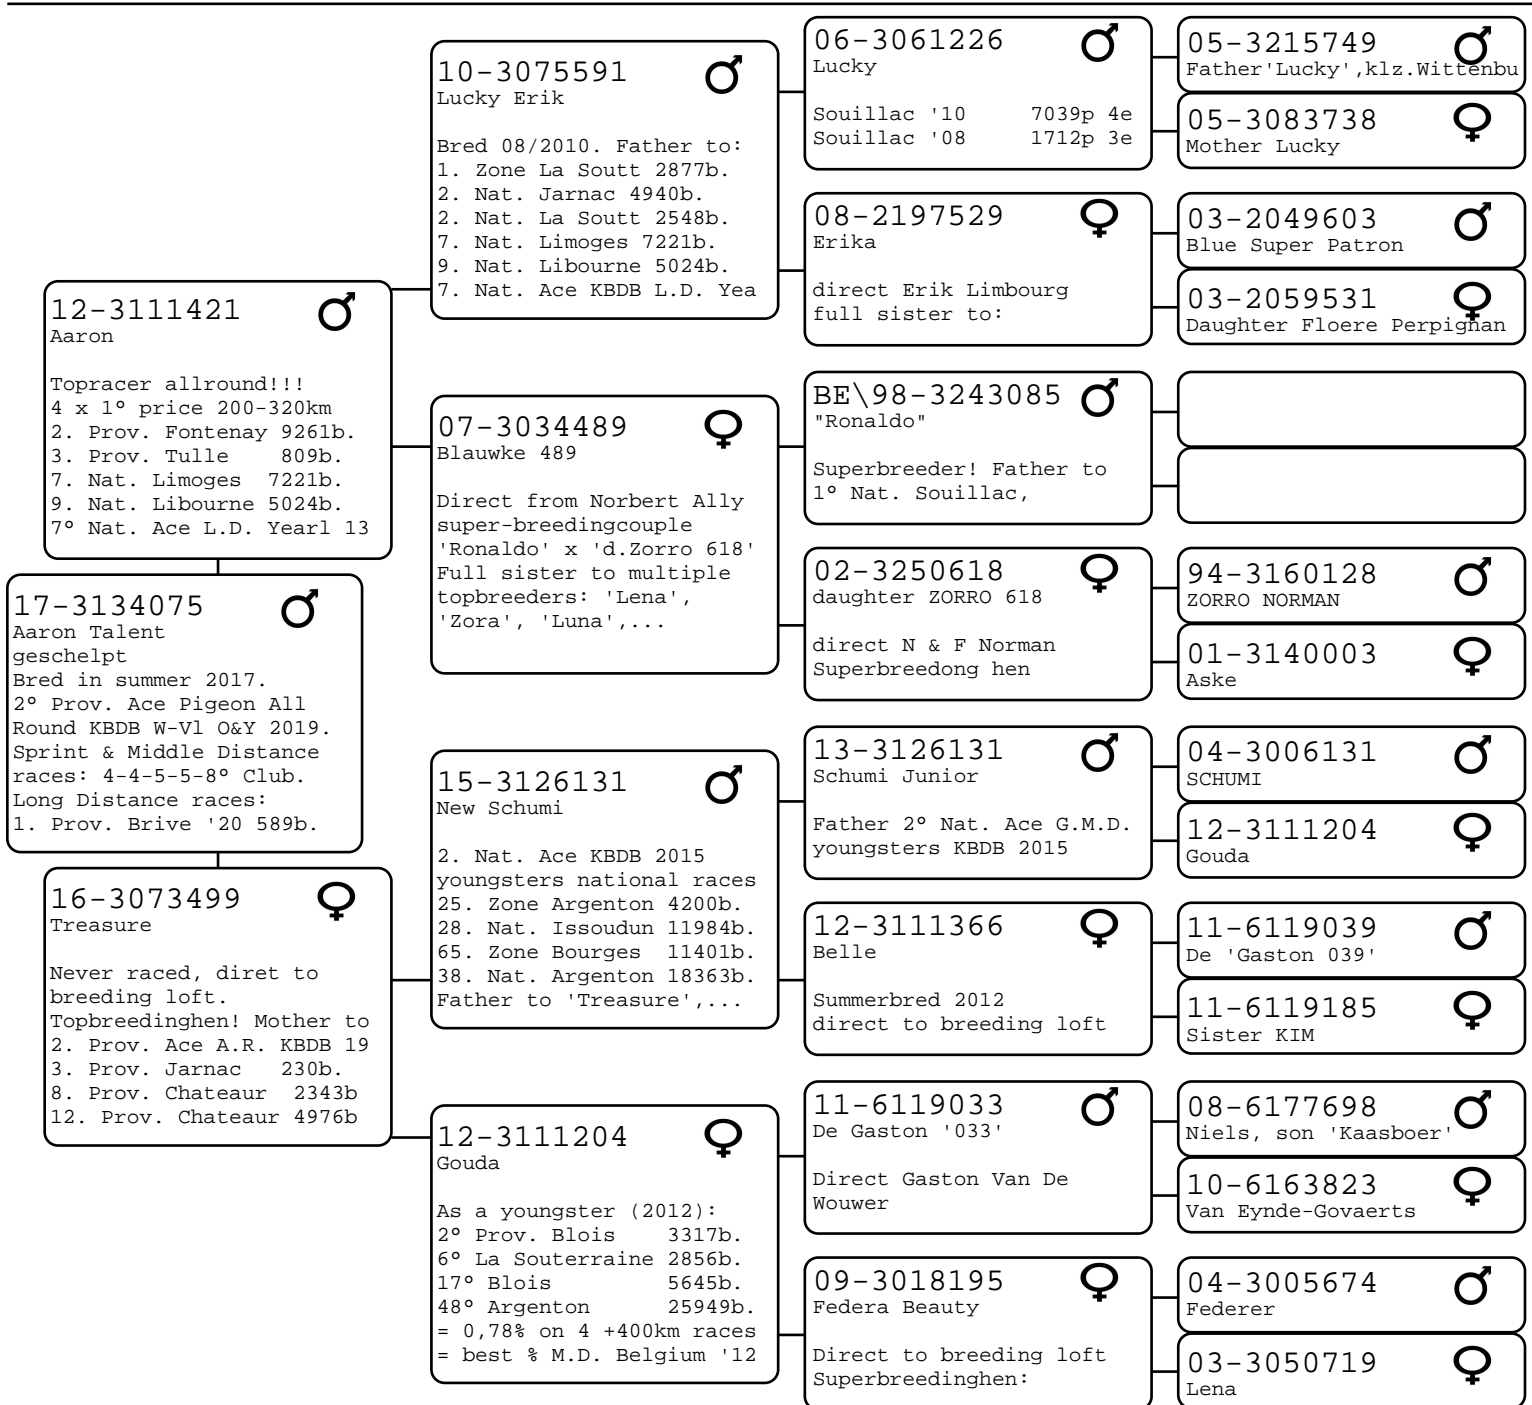 17-3134075
Aaron Talent
geschelpt
Bred in summer 2017.
2° Prov. Ace Pigeon All
Round KBDB W-Vl O&Y 2019.
Sprint & Middle Distance
races: 4-4-5-5-8° Club.
Long Distance races:
1. Prov. Brive '20 589b.
12-3111421
Aaron
Topracer allround!!!
4 x 1° price 200-320km
2. Prov. Fontenay 9261b.
3. Prov. Tulle 809b.
7. Nat. Limoges 7221b.
9. Nat. Libourne 5024b.
7° Nat. Ace L.D. Yearl 13
16-3073499
Treasure
Never raced, diret to
breeding loft.
Topbreedinghen! Mother to
2. Prov. Ace A.R. KBDB 19
3. Prov. Jarnac 230b.
8. Prov. Chateaur 2343b
12. Prov. Chateaur 4976b
10-3075591
Lucky Erik
Bred 08/2010. Father to:
1. Zone La Soutt 2877b.
2. Nat. Jarnac 4940b.
2. Nat. La Soutt 2548b.
7. Nat. Limoges 7221b.
9. Nat. Libourne 5024b.
7. Nat. Ace KBDB L.D. Yea
07-3034489
Blauwke 489
Direct from Norbert Ally
super-breedingcouple
'Ronaldo' x 'd.Zorro 618'
Full sister to multiple
topbreeders: 'Lena',
'Zora', 'Luna',...
15-3126131
New Schumi
2. Nat. Ace KBDB 2015
youngsters national races
25. Zone Argenton 4200b.
28. Nat. Issoudun 11984b.
65. Zone Bourges 11401b.
38. Nat. Argenton 18363b.
Father to 'Treasure',...
12-3111204
Gouda
As a youngster (2012):
2° Prov. Blois 3317b.
6° La Souterraine 2856b.
17° Blois 5645b.
48° Argenton 25949b.
= 0,78% on 4 +400km races
= best % M.D. Belgium '12
06-3061226
Lucky
Souillac '10 7039p 4e
Souillac '08 1712p 3e
08-2197529
Erika
direct Erik Limbourg
full sister to:
BE\98-3243085
"Ronaldo"
Superbreeder! Father to
1° Nat. Souillac,
02-3250618
daughter ZORRO 618
direct N & F Norman
Superbreedong hen
13-3126131
Schumi Junior
Father 2° Nat. Ace G.M.D.
youngsters KBDB 2015
12-3111366
Belle
Summerbred 2012
direct to breeding loft
11-6119033
De Gaston '033'
Direct Gaston Van De
Wouwer
09-3018195
Federa Beauty
Direct to breeding loft
Superbreedinghen:
05-3215749
Father'Lucky',klz.Wittenbu
05-3083738
Mother Lucky
03-2049603
Blue Super Patron
03-2059531
Daughter Floere Perpignan
94-3160128
ZORRO NORMAN
01-3140003
Aske
04-3006131
SCHUMI
12-3111204
Gouda
11-6119039
De 'Gaston 039'
11-6119185
Sister KIM
08-6177698
Niels, son 'Kaasboer'
10-6163823
Van Eynde-Govaerts
04-3005674
Federer
03-3050719
Lena